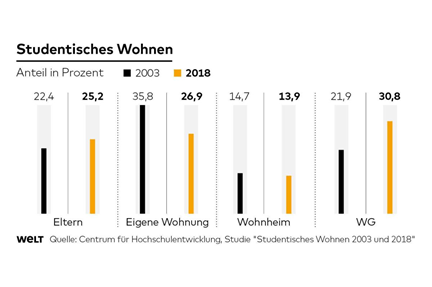 Studentisches Wohnen
Anteil in Prozent 2003 2018
22,4 25,2 35,8 26,9 14,7 13,9 21,9 30,8
Eltern Eigene Wohnung Wohnheim WG
WELT Quelle: Centrum für Hochschulentwicklung, Studie "Studentisches Wohnen 2003 und 2018"